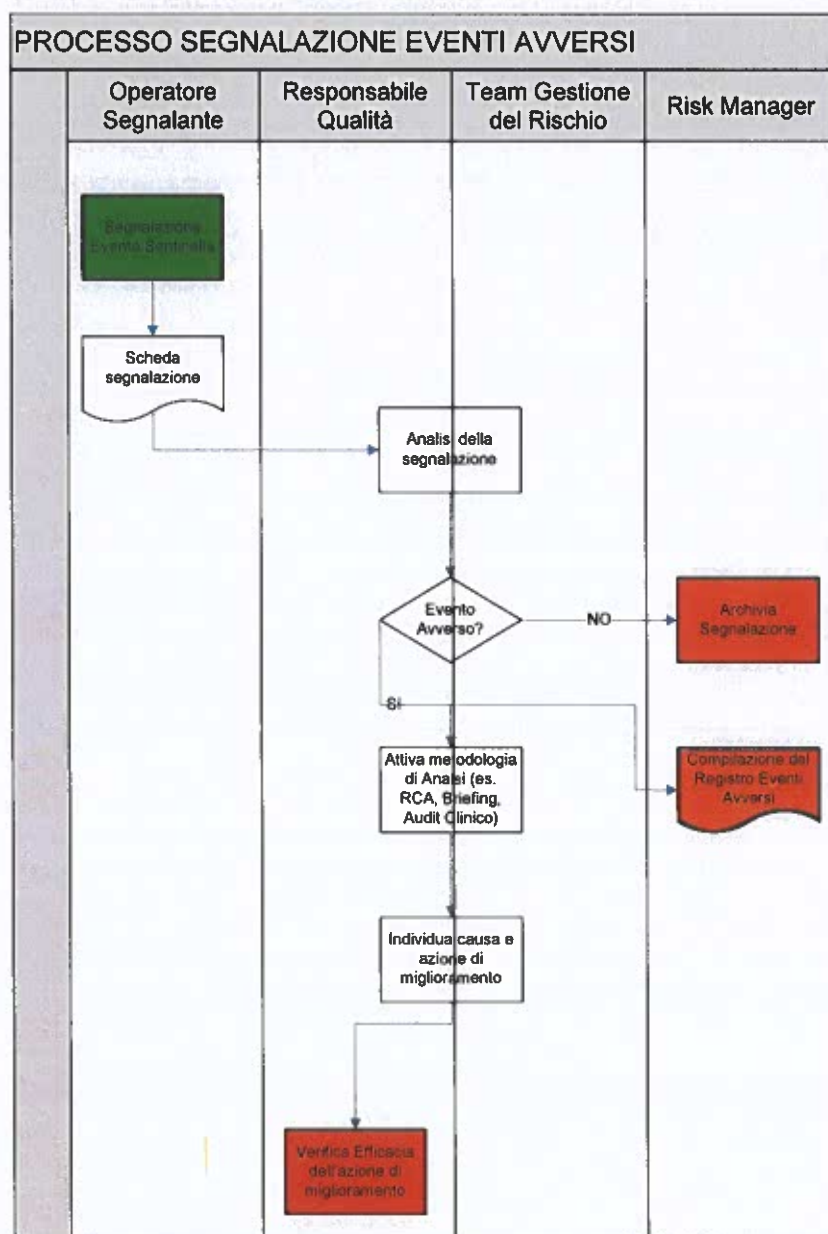 PROCESSO SEGNALAZIONE EVENTI AVVERSI
Operatore
Segnalante
Responsabile
Qualità
Team Gestione
del Rischio
Risk Manager
Segnalazione
Evento Sentinella
Scheda
segnalazione
Analisi della
segnalazione
Evento
Avverso?
NO
Archivia
Segnalazione
Si
Attiva metodologia
di Analisi (es.
RCA, Briefing,
Audit Clinico)
Compilazione del
Registro Eventi
Avversi
Individua causa e
azione di
miglioramento
Verifica Efficacia
dell'azione di
miglioramento